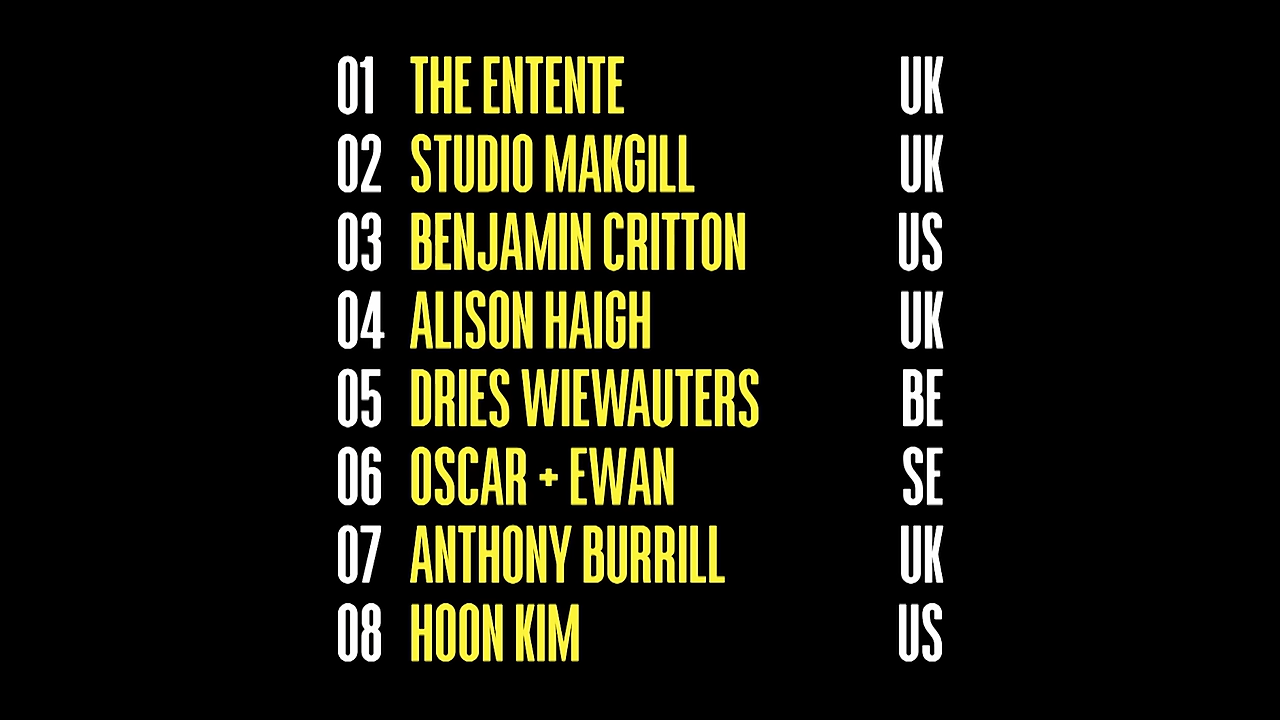 01 THE ENTENTE UK
02 STUDIO MAKGILL UK
03 BENJAMIN CRITTON US
04 ALISON HAIGH UK
05 DRIES WIEWAUTERS BE
06 OSCAR + EWAN SE
07 ANTHONY BURRILL UK
08 HOON KIM US